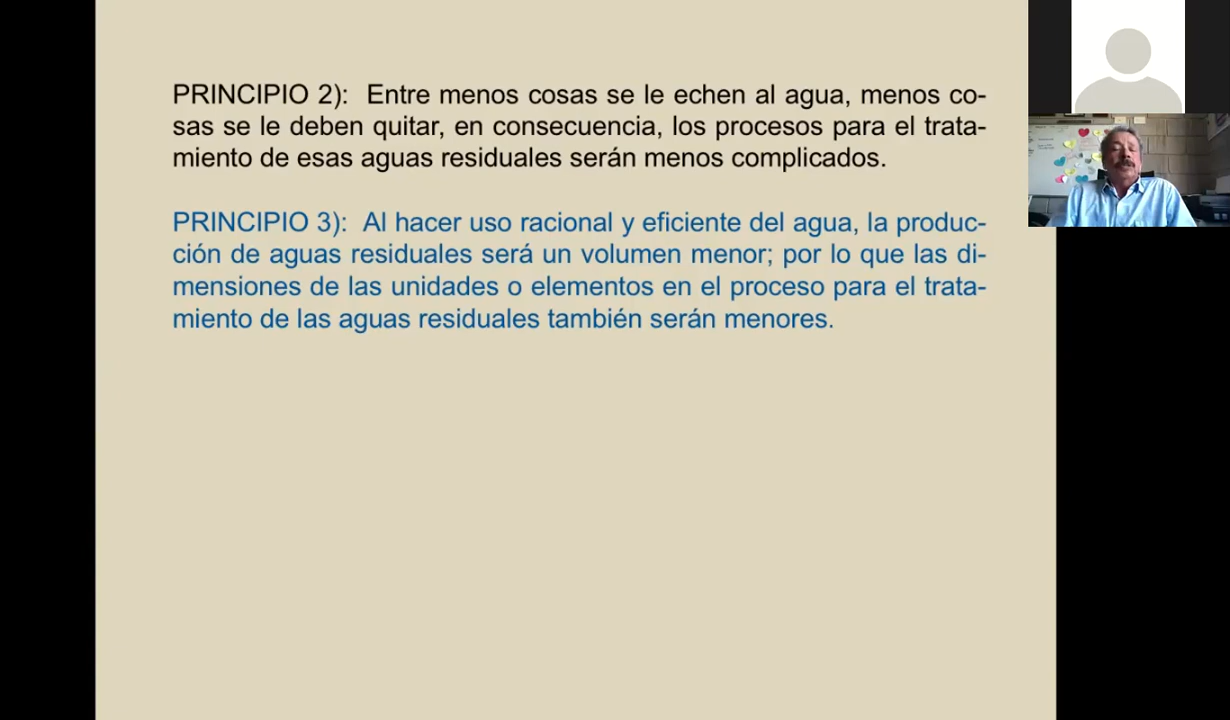 PRINCIPIO 2): Entre menos cosas se le echen al agua, menos co-
sas se le deben quitar, en consecuencia, los procesos para el trata-
miento de esas aguas residuales serán menos complicados.
PRINCIPIO 3): Al hacer uso racional y eficiente del agua, la produc-
ción de aguas residuales será un volumen menor; por lo que las di-
mensiones de las unidades o elementos en el proceso para el trata-
miento de las aguas residuales también serán menores.